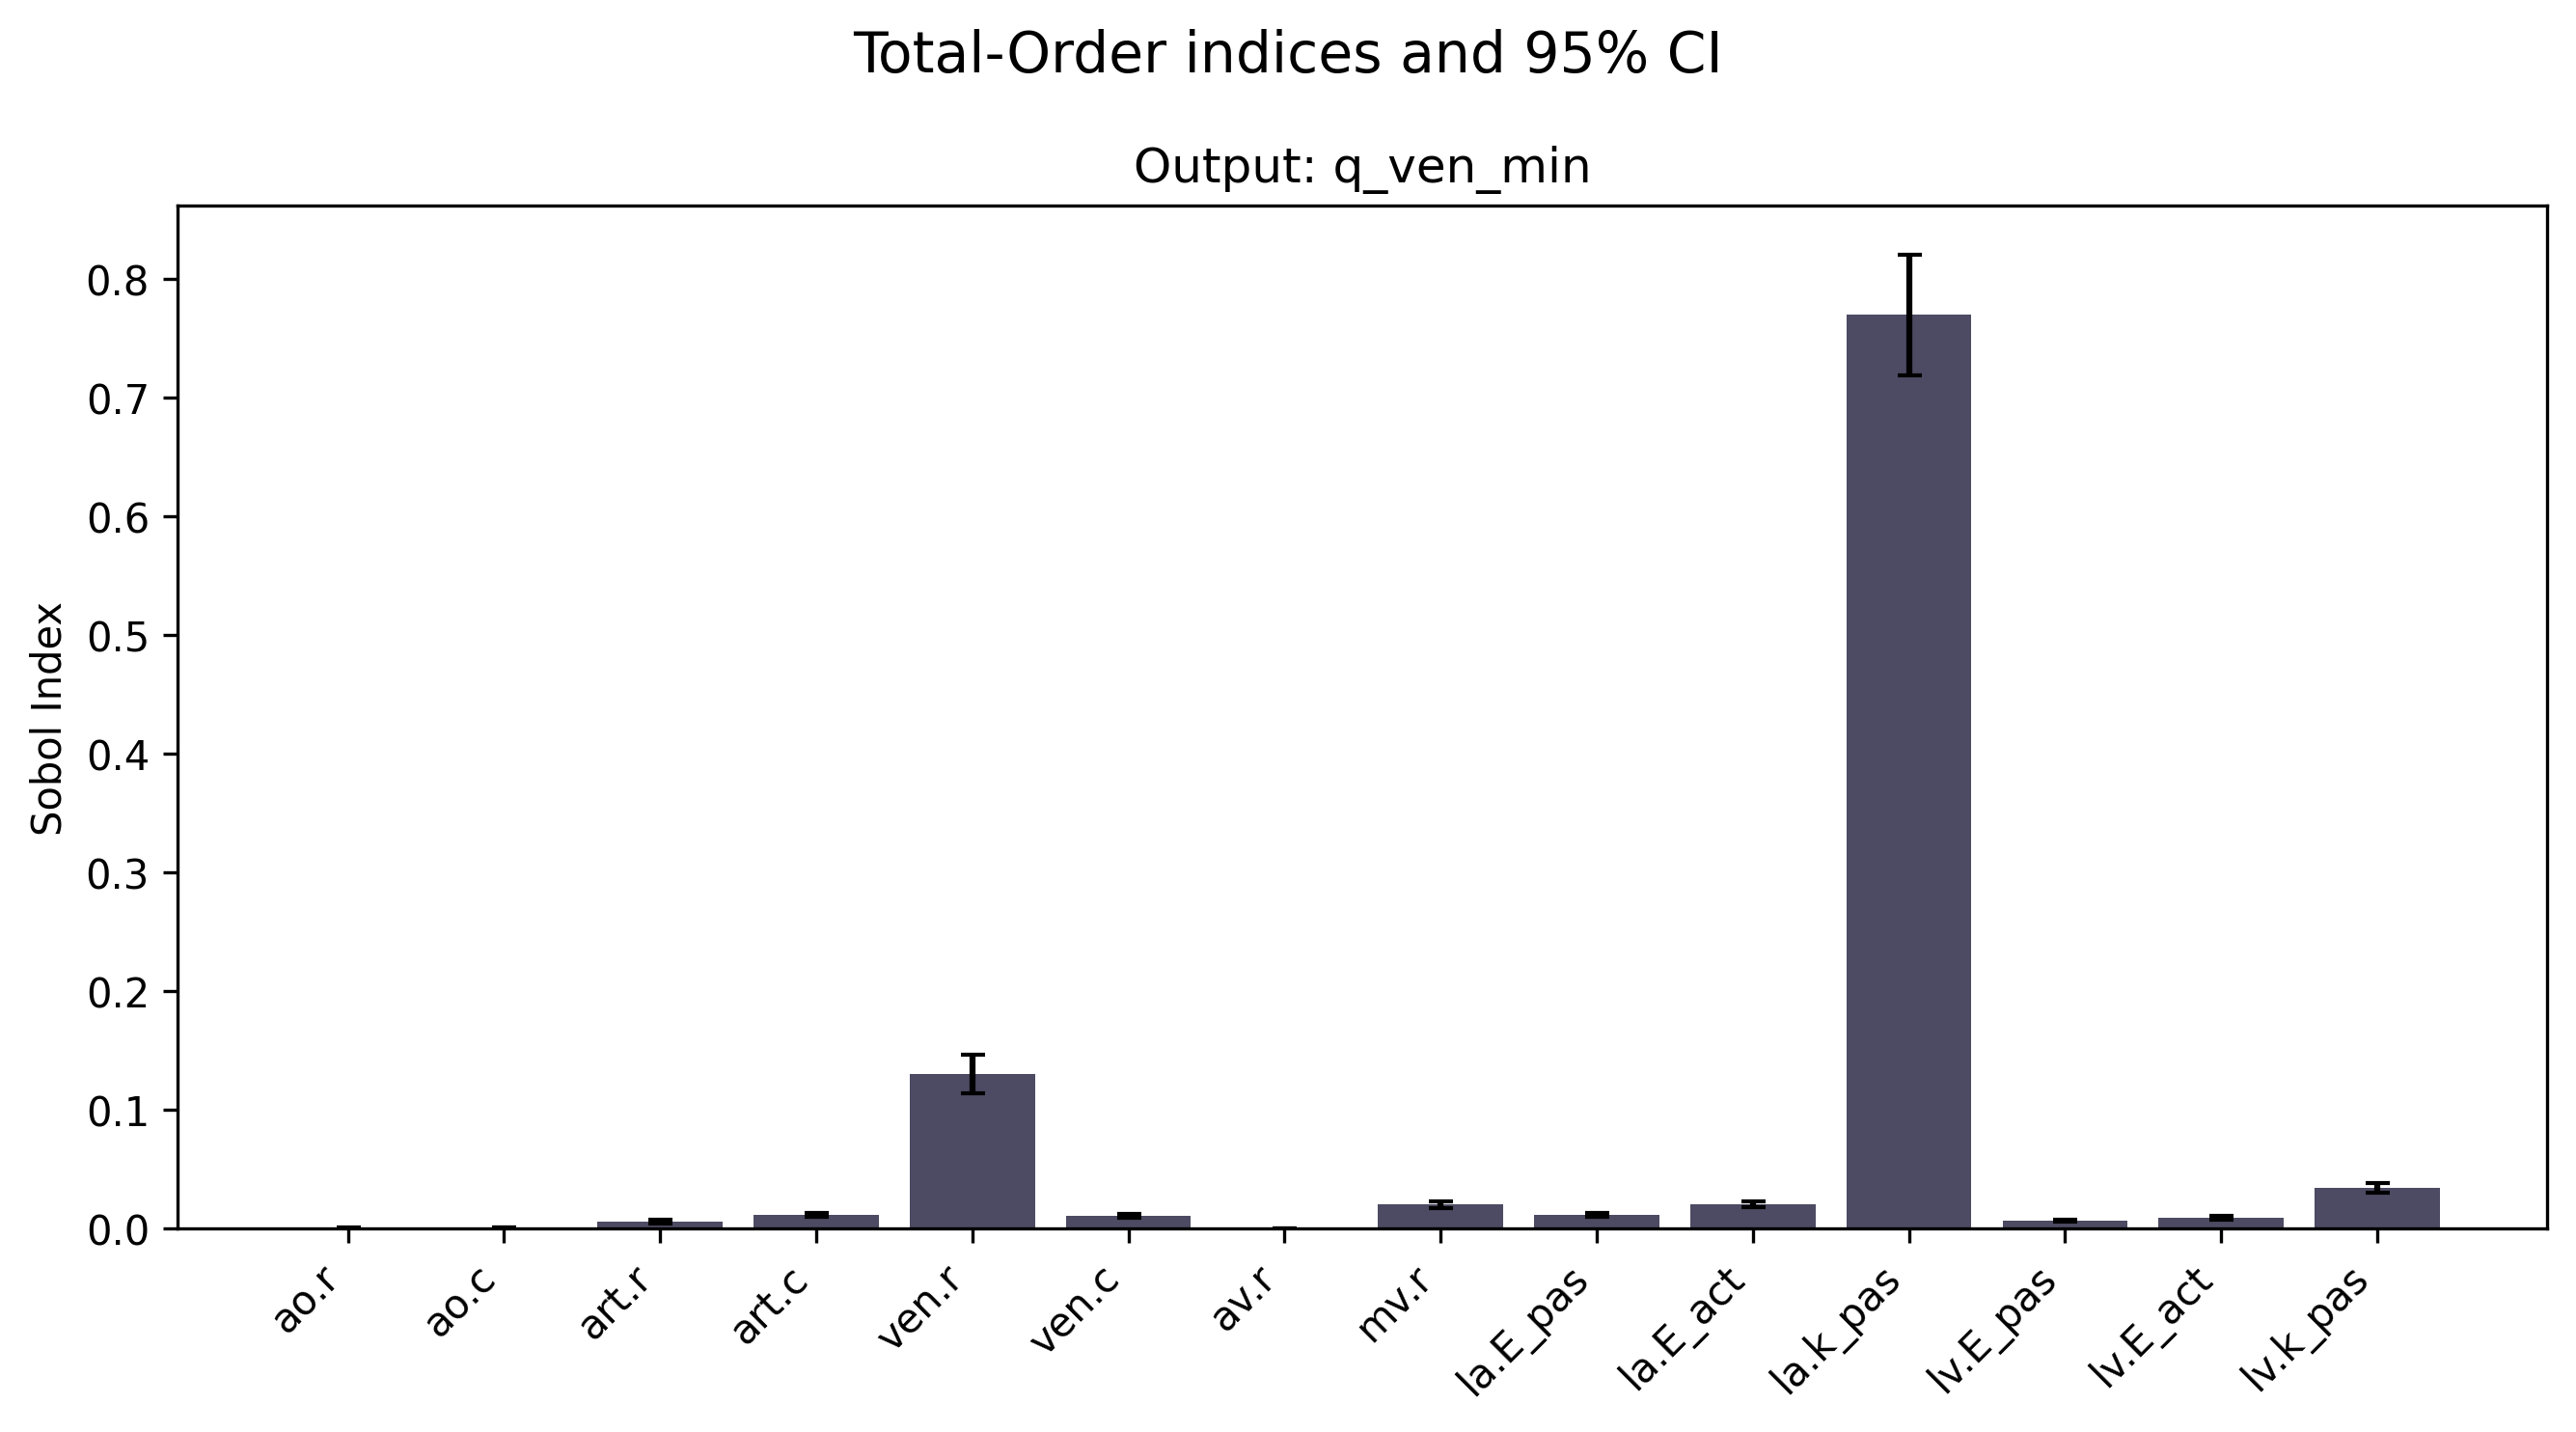 Total-Order indices and 95% CI
Output: q_ven_min
Sobol Index
0.8
0.7
0.6
0.5
0.4
0.3
0.2
0.1
0.0
ao.r
ao.c
art.r
art.c
ven.r
ven.c
av.r
mv.r
la.E_pas
la.E_act
la.k_pas
lv.E_pas
lv.E_act
lv.k_pas